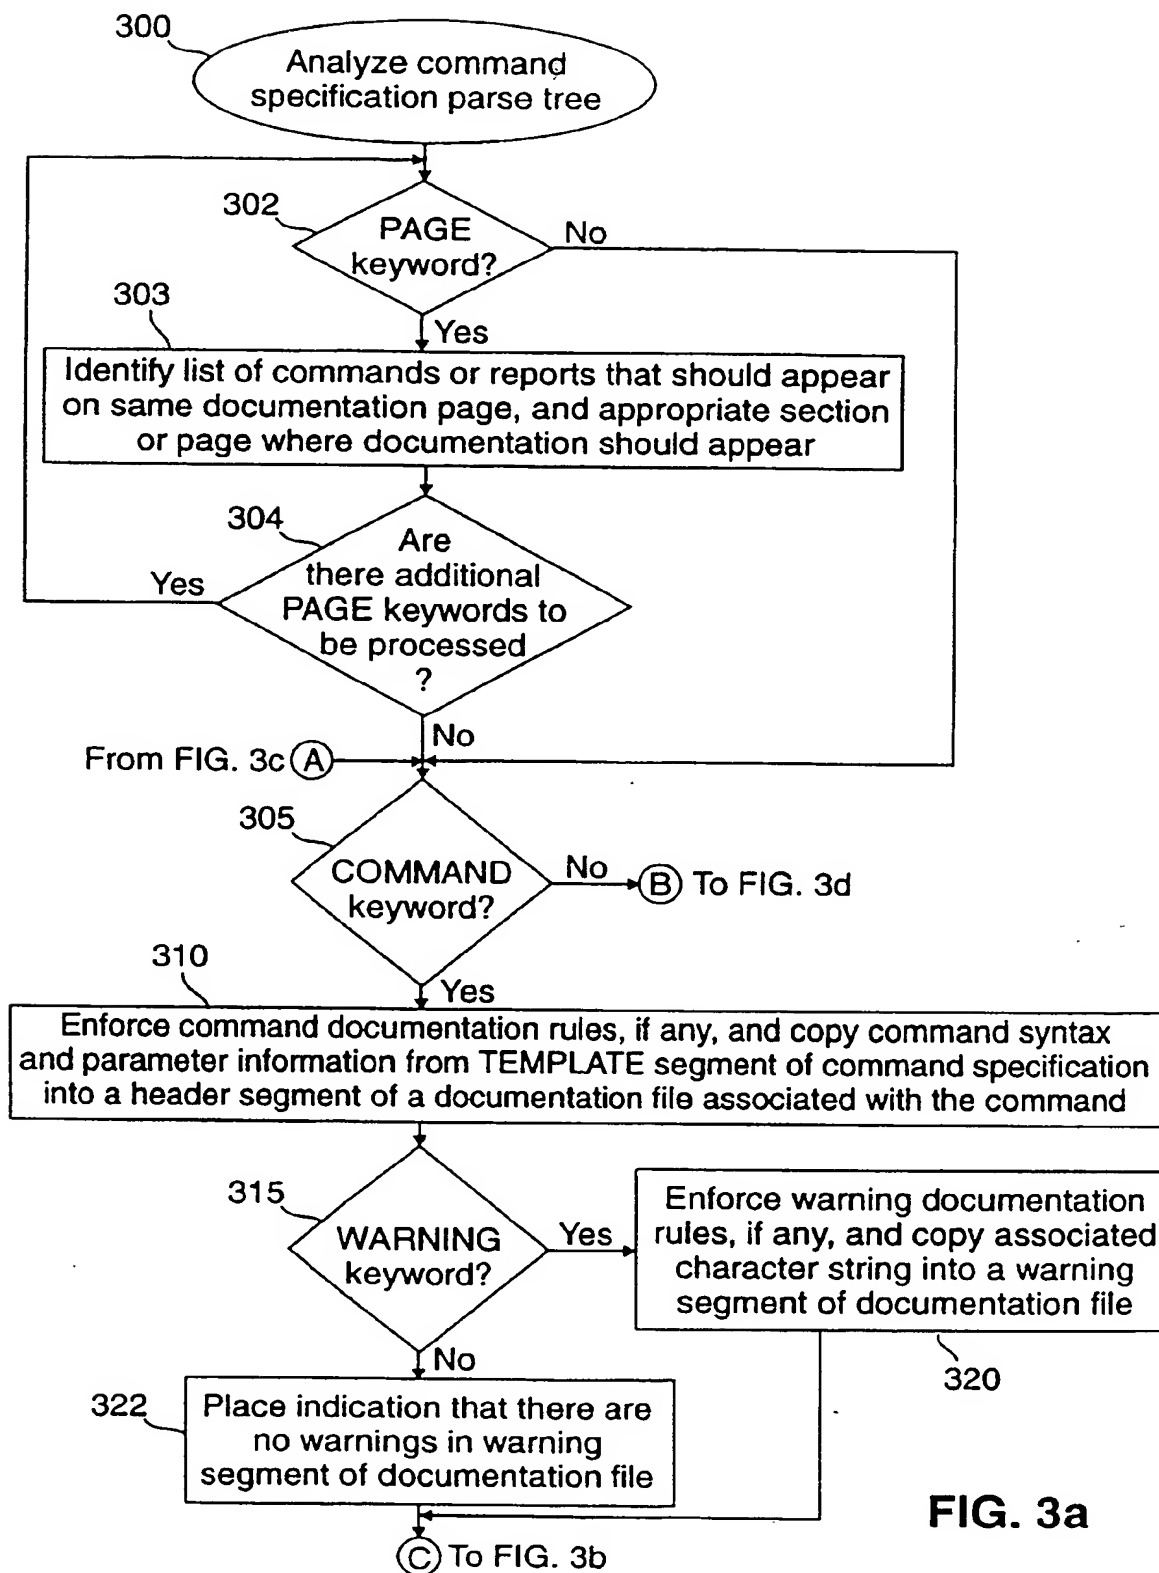 300
Analyze command
specification parse tree
302
PAGE
keyword?
No
303
Yes
Identify list of commands or reports that should appear
on same documentation page, and appropriate section
or page where documentation should appear
304
Are
there additional
PAGE keywords to
be processed
?
Yes
No
From FIG. 3c A
305
COMMAND
keyword?
No
B To FIG. 3d
310
Yes
Enforce command documentation rules, if any, and copy command syntax
and parameter information from TEMPLATE segment of command specification
into a header segment of a documentation file associated with the command
315
WARNING
keyword?
Yes
Enforce warning documentation
rules, if any, and copy associated
character string into a warning
segment of documentation file
320
No
322
Place indication that there are
no warnings in warning
segment of documentation file
FIG. 3a
C To FIG. 3b